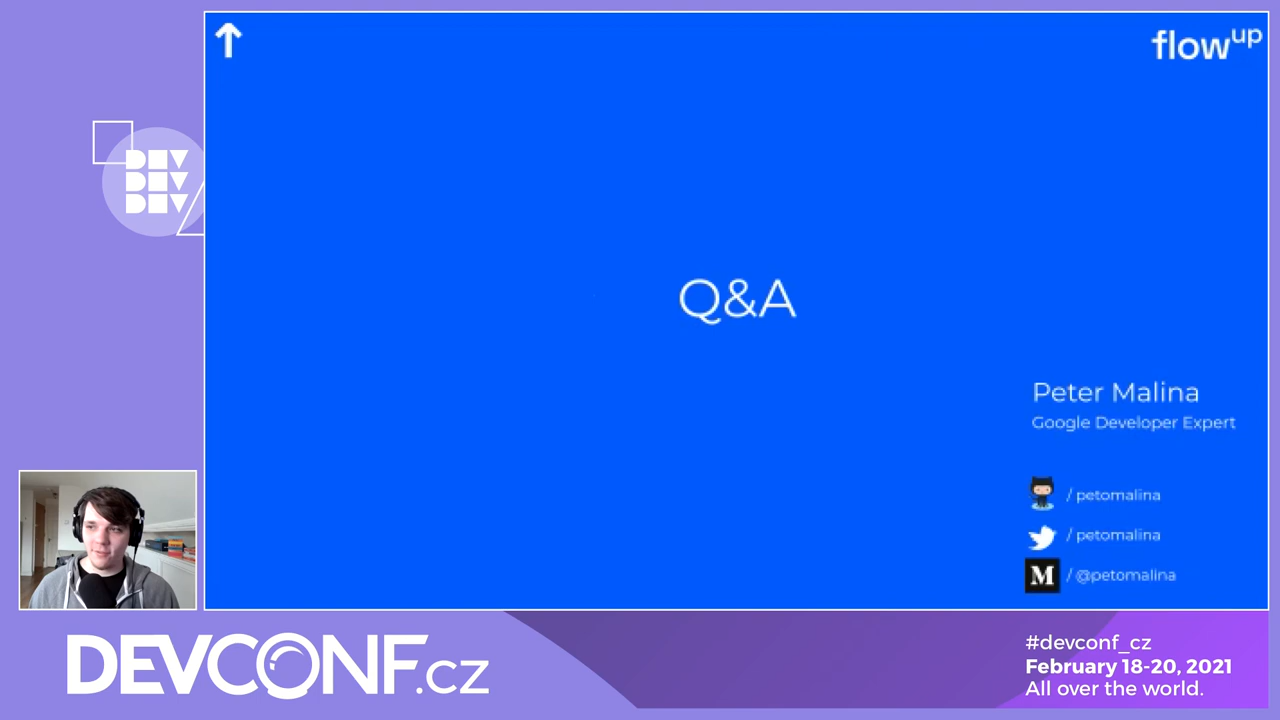 flowup
DEV
DEV
DEV
Q&A
Peter Malina
Google Developer Expert
/ petomalina
/ petomalina
M / @petomalina
DEVCONF.cz
#devconf_cz
February 18-20, 2021
All over the world.